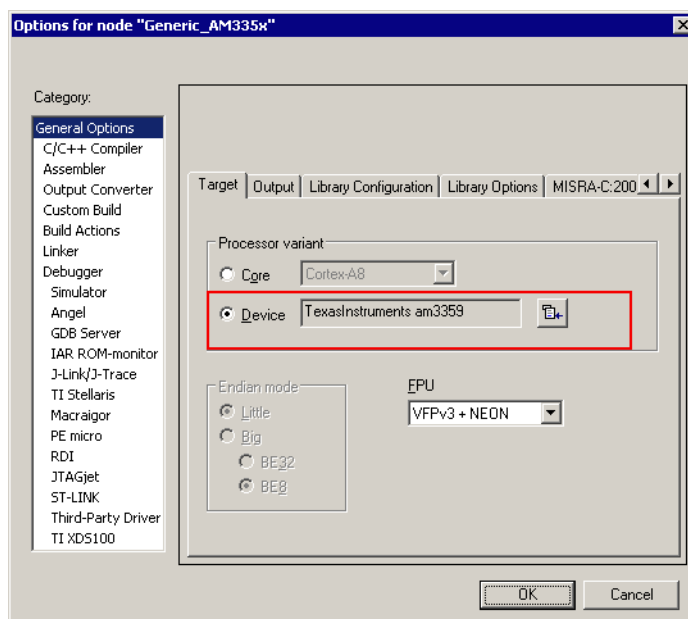 Options for node "Generic_AM335x"
Category:
General Options
C/C++ Compiler
Assembler
Output Converter
Custom Build
Build Actions
Linker
Debugger
Simulator
Angel
GDB Server
IAR ROM-monitor
J-Link/J-Trace
TI Stellaris
Macraigor
PE micro
RDI
JTAGjet
ST-LINK
Third-Party Driver
TI XDS100
Target Output Library Configuration Library Options MISRA-C:200
Processor variant
Core Cortex-A8
Device TexasInstruments am3359
Endian mode
Little
Big
BE32
BE8
FPU
VFPv3 + NEON
OK Cancel